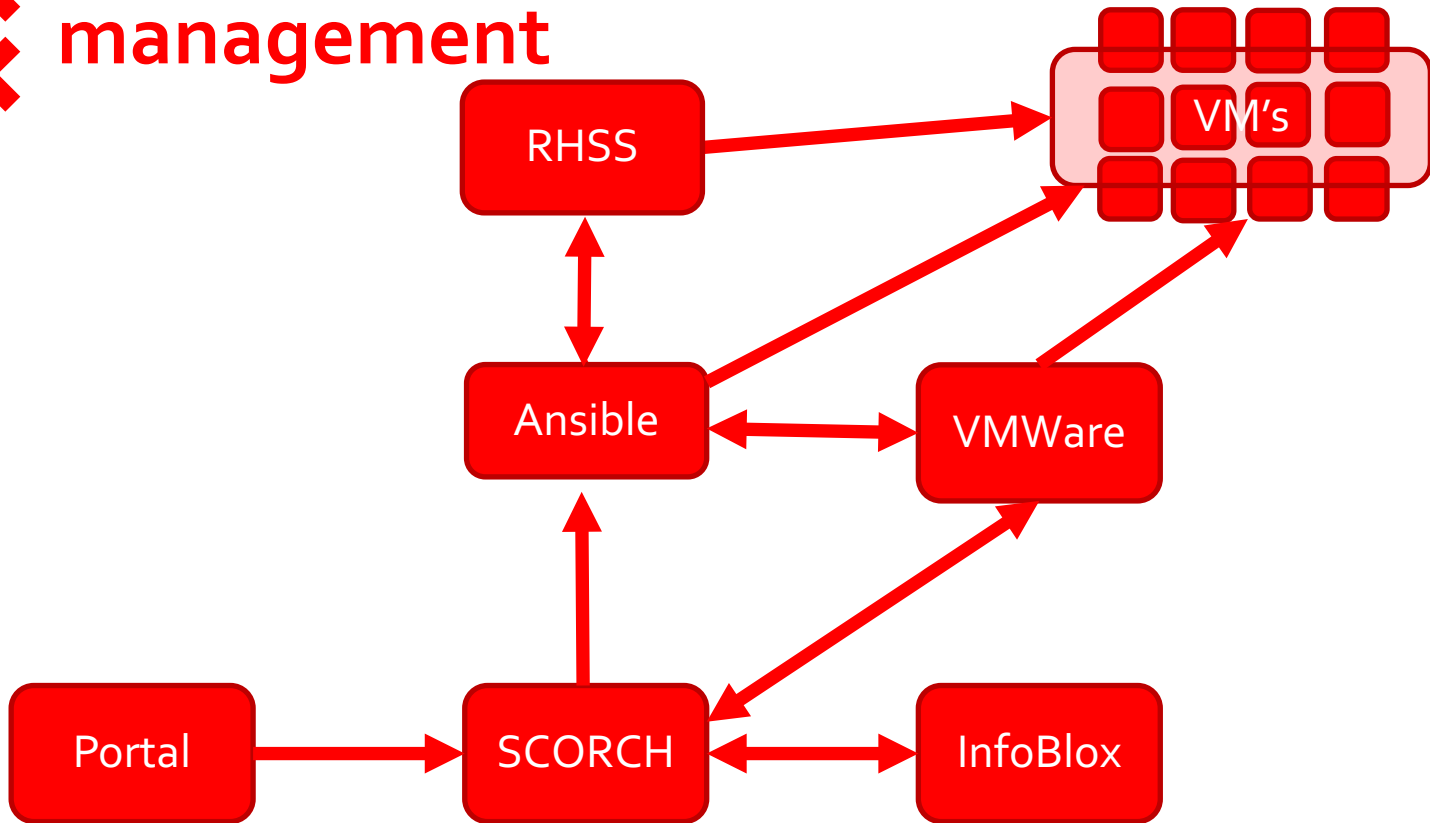 management
RHSS
VM's
Ansible
VMWare
Portal
SCORCH
InfoBlox